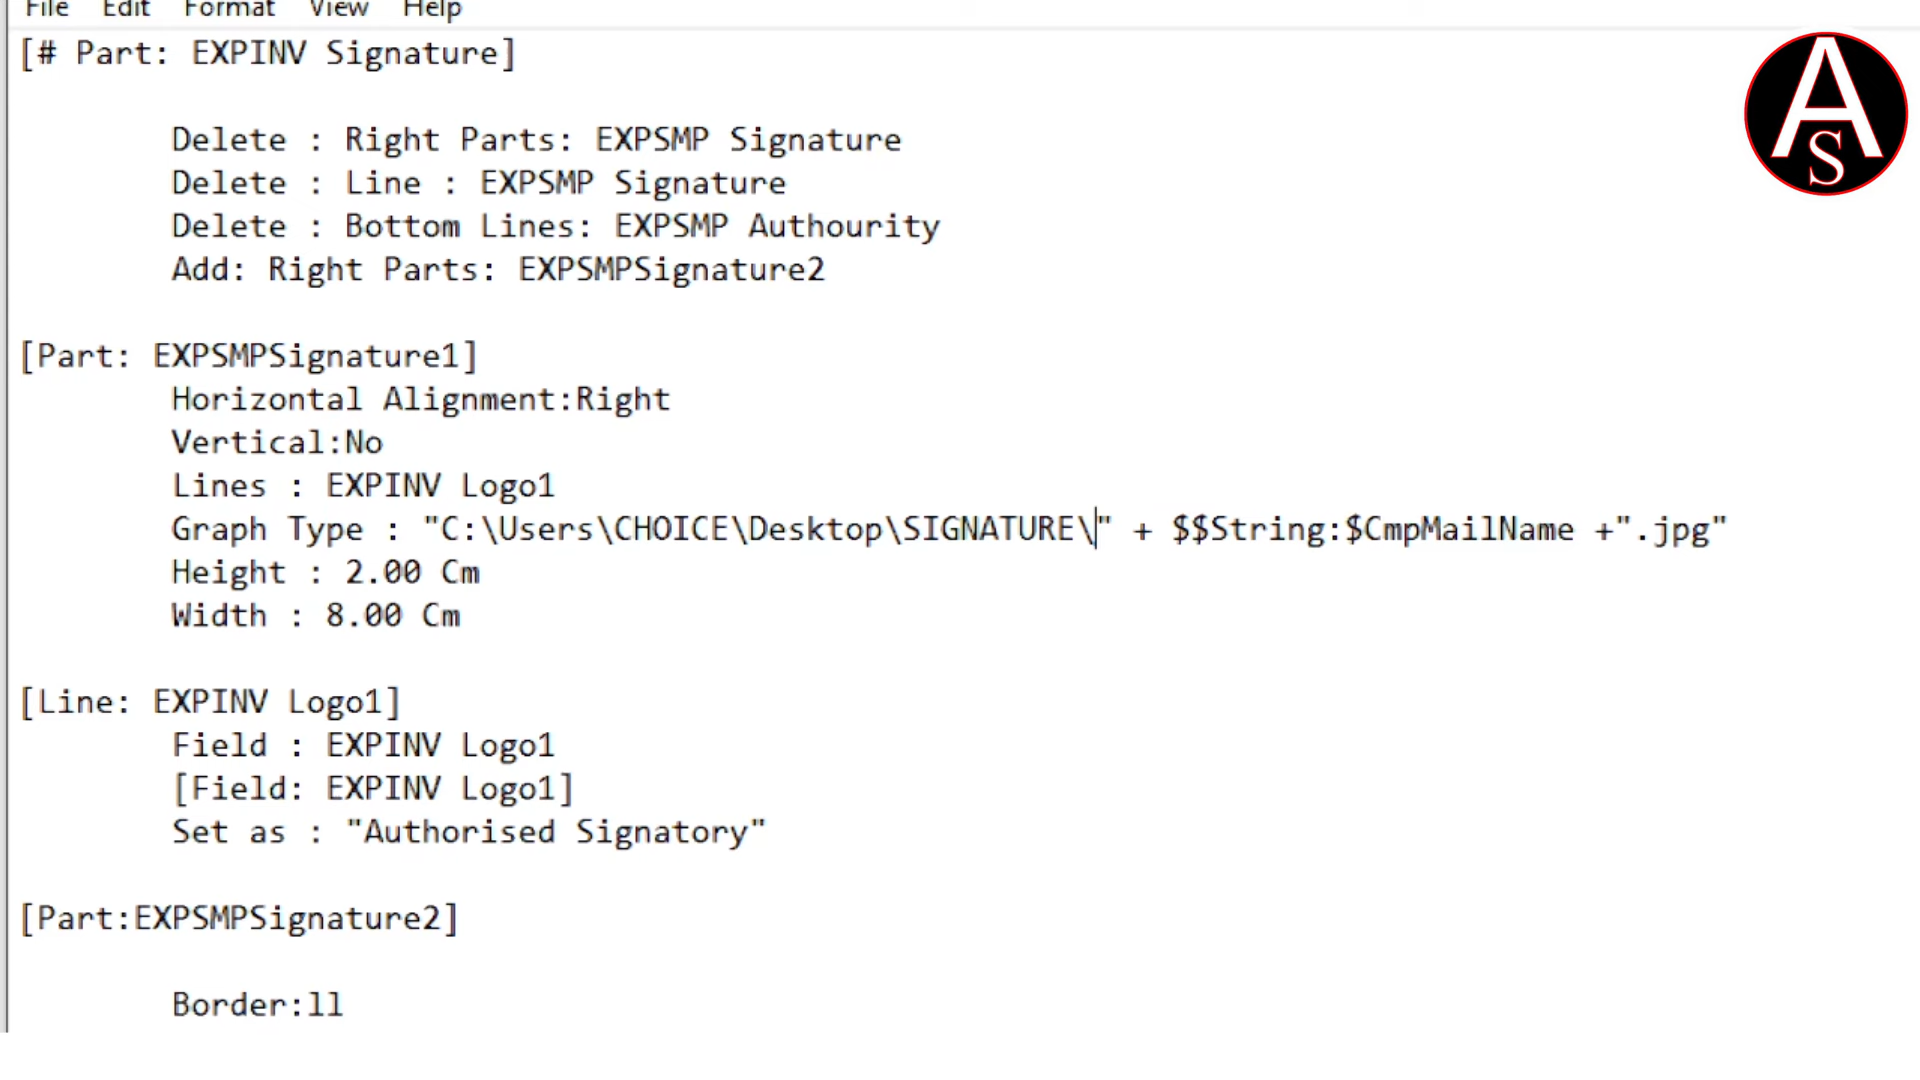 File Edit Format View Help
[# Part: EXPINV Signature]
Delete : Right Parts: EXPSMP Signature
Delete : Line : EXPSMP Signature
Delete : Bottom Lines: EXPSMP Authourity
Add: Right Parts: EXPSMPSignature2
[Part: EXPSMPSignature1]
Horizontal Alignment:Right
Vertical:No
Lines : EXPINV Logo1
Graph Type : "C:\Users\CHOICE\Desktop\SIGNATURE\" + $$String:$CmpMailName +".jpg"
Height : 2.00 Cm
Width : 8.00 Cm
[Line: EXPINV Logo1]
Field : EXPINV Logo1
[Field: EXPINV Logo1]
Set as : "Authorised Signatory"
[Part:EXPSMPSignature2]
Border:ll
A
S